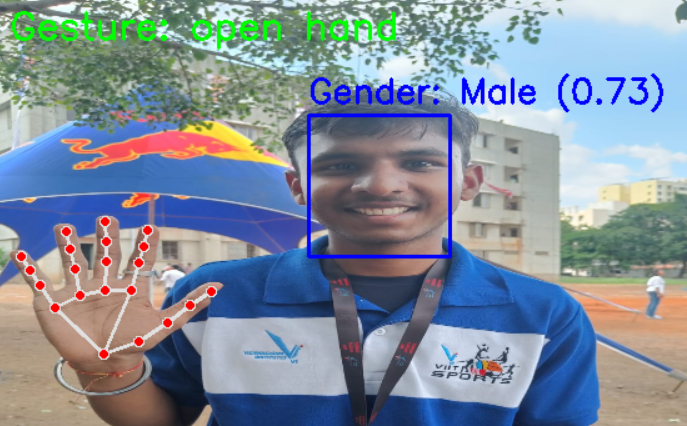 Gesture: open hand
Gender: Male (0.73)
VIIT
SPORTS